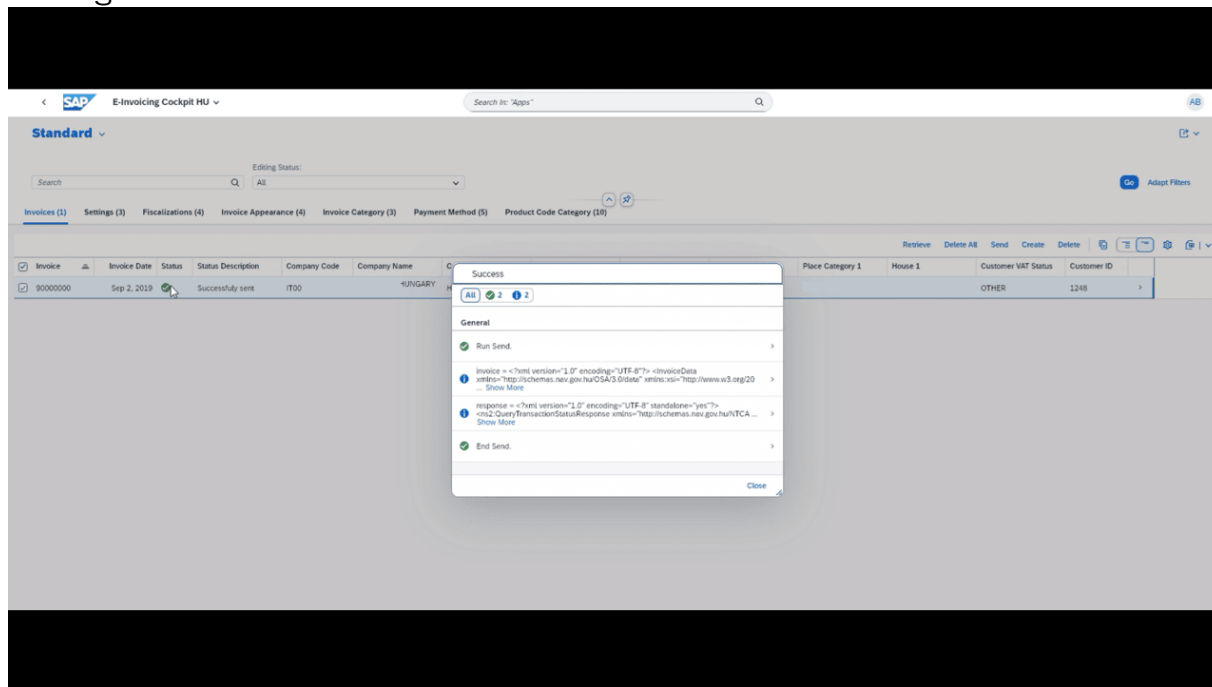 SAP E-Invoicing Cockpit HU
Search In: "Apps"
AB
Standard
Editing Status:
Search
All
Go Adapt Filters
Invoices (1) Settings (3) Fiscalizations (4) Invoice Appearance (4) Invoice Category (3) Payment Method (5) Product Code Category (10)
Retrieve Delete All Send Create Delete
Invoice Invoice Date Status Status Description Company Code Company Name Place Category 1 House 1 Customer VAT Status Customer ID
90000000 Sep 2, 2019 Successfuly sent IT00 HUNGARY OTHER 1248
Success
All 2 2
General
Run Send.
invoice = <?xml version="1.0" encoding="UTF-8"?> <InvoiceData
xmlns="http://schemas.nav.gov.hu/OSA/3.0/data" xmlns:xsi="http://www.w3.org/20
... Show More
response = <?xml version="1.0" encoding="UTF-8" standalone="yes"?>
<ns2:QueryTransactionStatusResponse xmlns="http://schemas.nav.gov.hu/NTCA ...
Show More
End Send.
Close